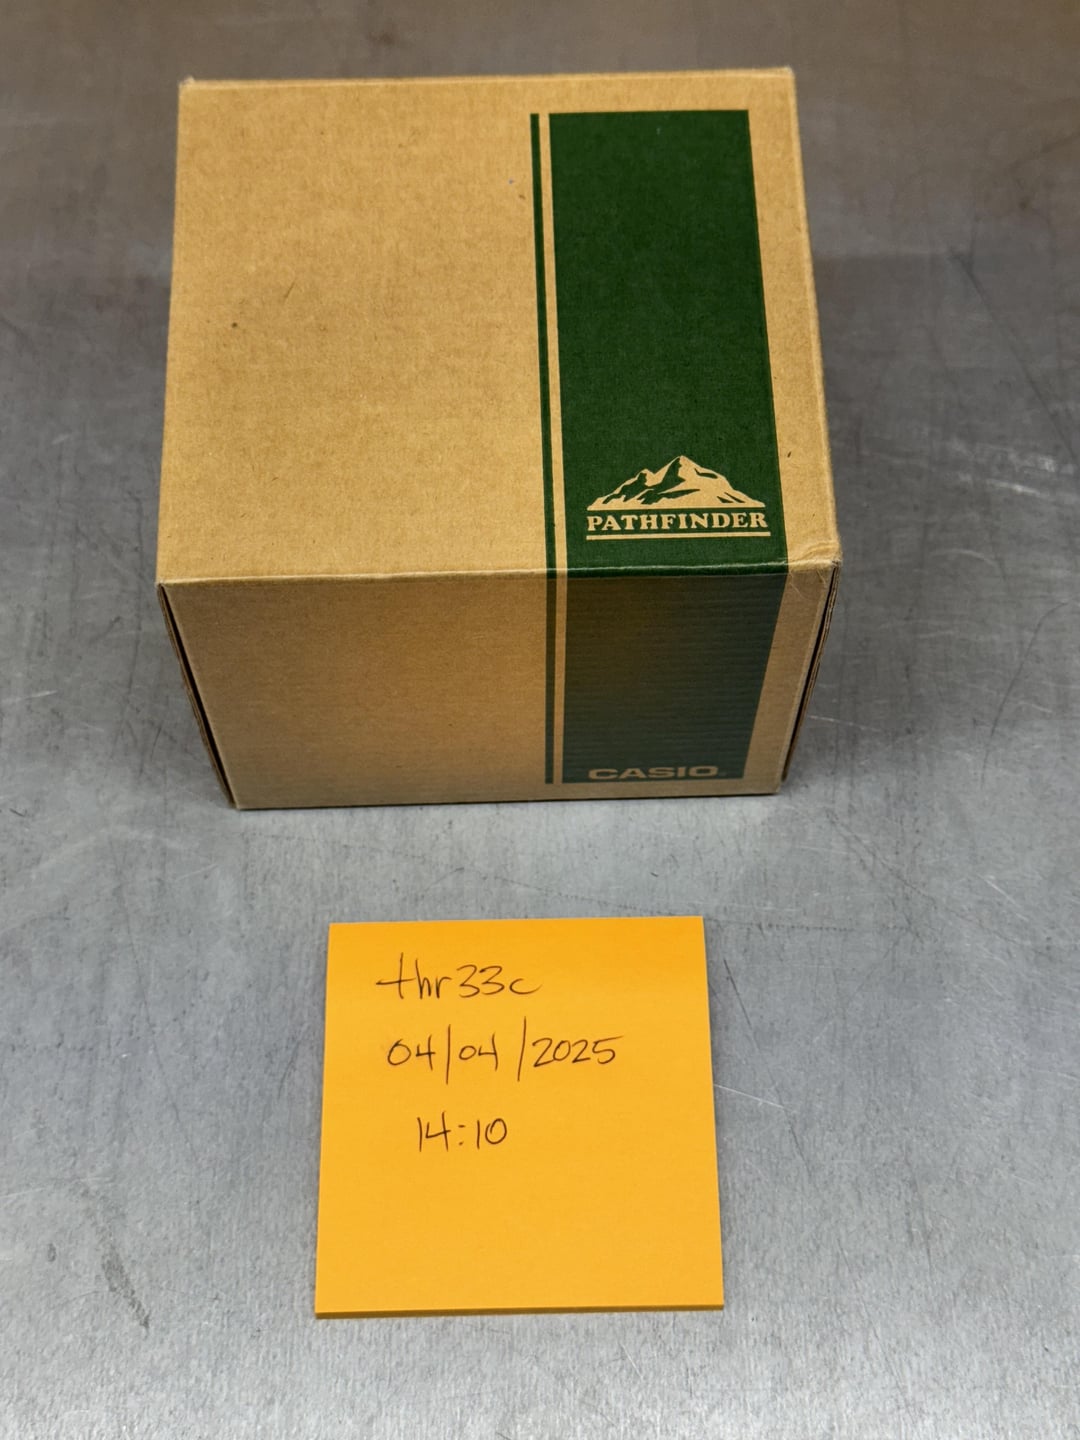 PATHFINDER
CASIO
thr33c
04/04/2025
14:10